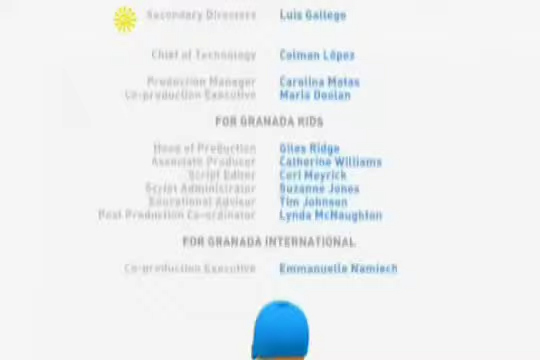 Secondary Directors Luis Gallego
Chief of Technology Colman López
Production Manager Carolina Matas
Co-production Executive Maria Doolan
FOR GRANADA KIDS
Head of Production Giles Ridge
Associate Producer Catherine Williams
Script Editor Ceri Meyrick
Script Administrator Suzanne Jones
Educational Advisor Tim Johnson
Post Production Co-ordinator Lynda McNaughton
FOR GRANADA INTERNATIONAL
Co-production Executive Emmanuelle Namiech